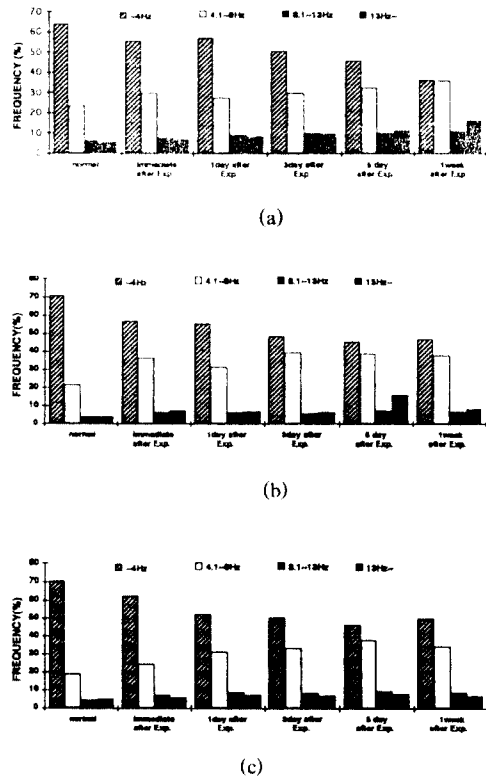 ~4Hz 4.1~8Hz 8.1~13Hz 13Hz~
FREQUENCY (%)
70
60
50
40
30
20
10
0
normal immediate after Exp. 1day after Exp. 3day after Exp. 5 day after Exp. 1week after Exp.
(a)
~4Hz 4.1~8Hz 8.1~13Hz 13Hz~
FREQUENCY(%)
80
70
60
50
40
30
20
10
0
normal immediate after Exp. 1day after Exp. 3day after Exp. 5 day after Exp. 1week after Exp.
(b)
~4Hz 4.1~8Hz 8.1~13Hz 13Hz~
FREQUENCY(%)
80
70
60
50
40
30
20
10
0
normal immediate after Exp. 1day after Exp. 3day after Exp. 5 day after Exp. 1week after Exp.
(c)